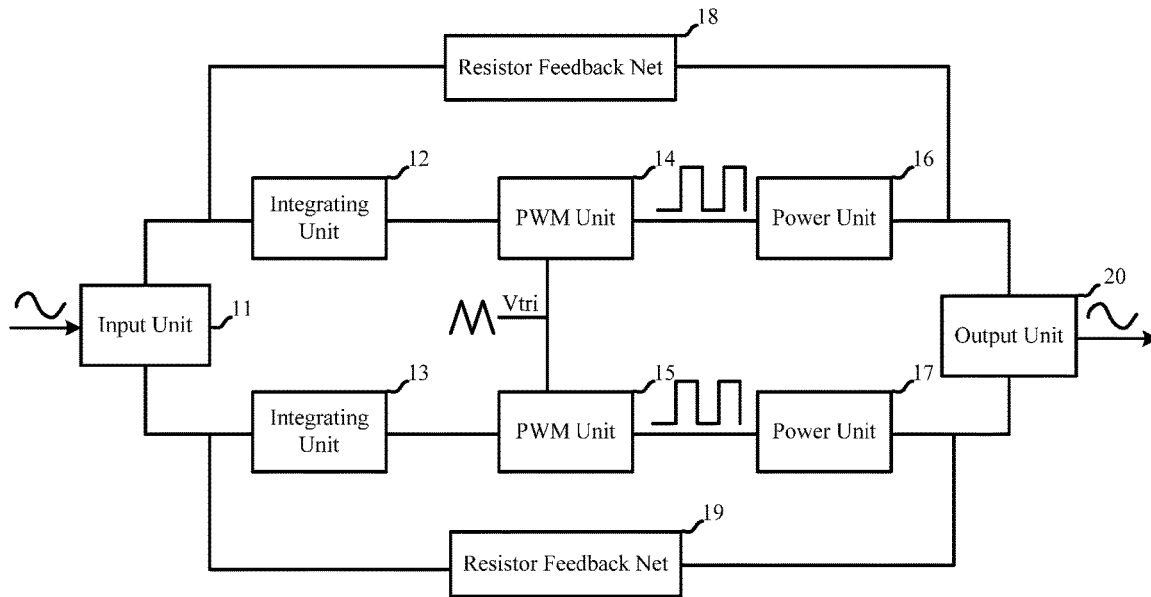 18
Resistor Feedback Net
12
Integrating
Unit
14
PWM Unit
16
Power Unit
Input Unit
11
Vtri
20
Output Unit
13
Integrating
Unit
15
PWM Unit
17
Power Unit
19
Resistor Feedback Net